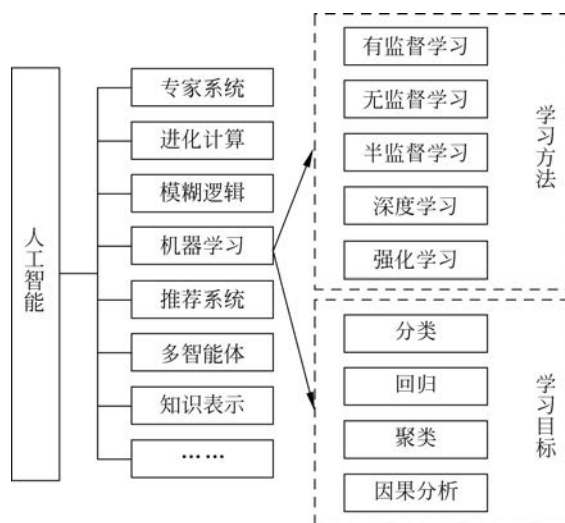 人工智能
专家系统
进化计算
模糊逻辑
机器学习
推荐系统
多智能体
知识表示
……
有监督学习
无监督学习
半监督学习
深度学习
强化学习
学习方法
分类
回归
聚类
因果分析
学习目标